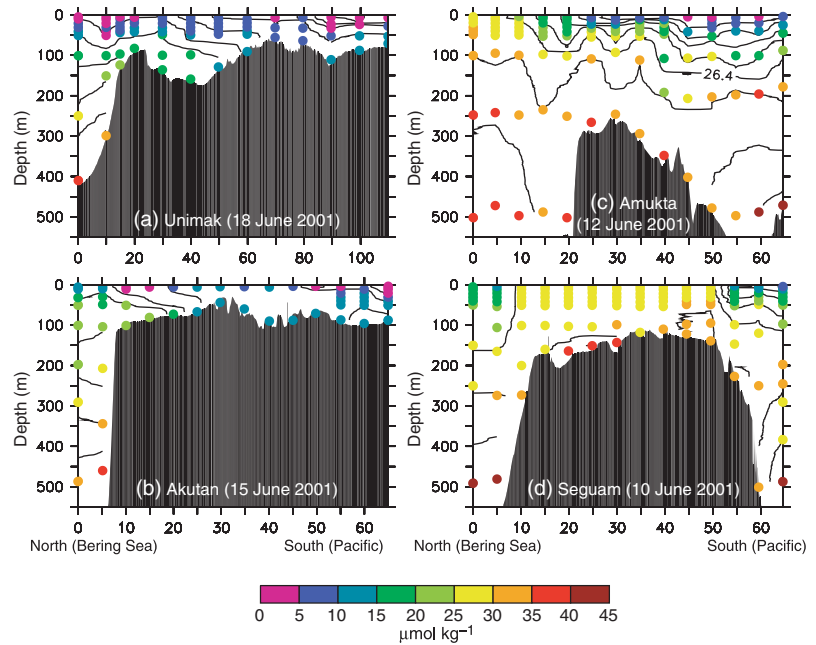 0
100
200
300
400
500
Depth (m)
(a) Unimak (18 June 2001)
0 20 40 60 80 100
0
100
200
300
400
500
Depth (m)
26.4
(c) Amukta
(12 June 2001)
0 10 20 30 40 50 60
0
100
200
300
400
500
Depth (m)
(b) Akutan (15 June 2001)
0 10 20 30 40 50 60
North (Bering Sea) South (Pacific)
0
100
200
300
400
500
Depth (m)
(d) Seguam (10 June 2001)
0 10 20 30 40 50 60
North (Bering Sea) South (Pacific)
0 5 10 15 20 25 30 35 40 45
μmol kg⁻¹